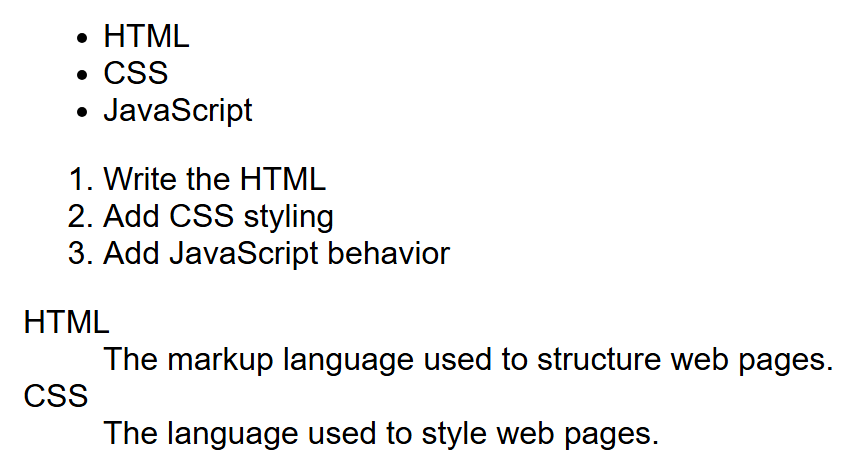 • HTML
• CSS
• JavaScript
1. Write the HTML
2. Add CSS styling
3. Add JavaScript behavior
HTML
The markup language used to structure web pages.
CSS
The language used to style web pages.